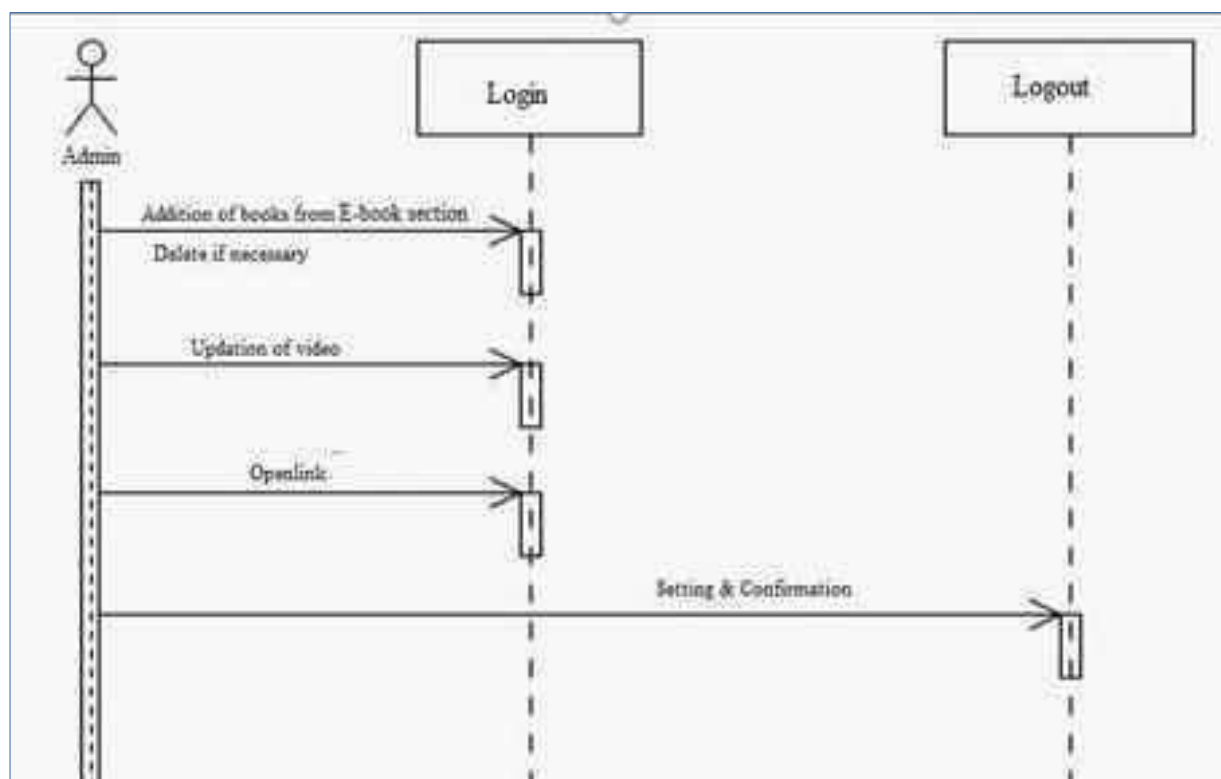 Login
Logout
Admin
Addition of books from E-book section
Delete if necessary
Updation of video
Openlink
Setting & Confirmation